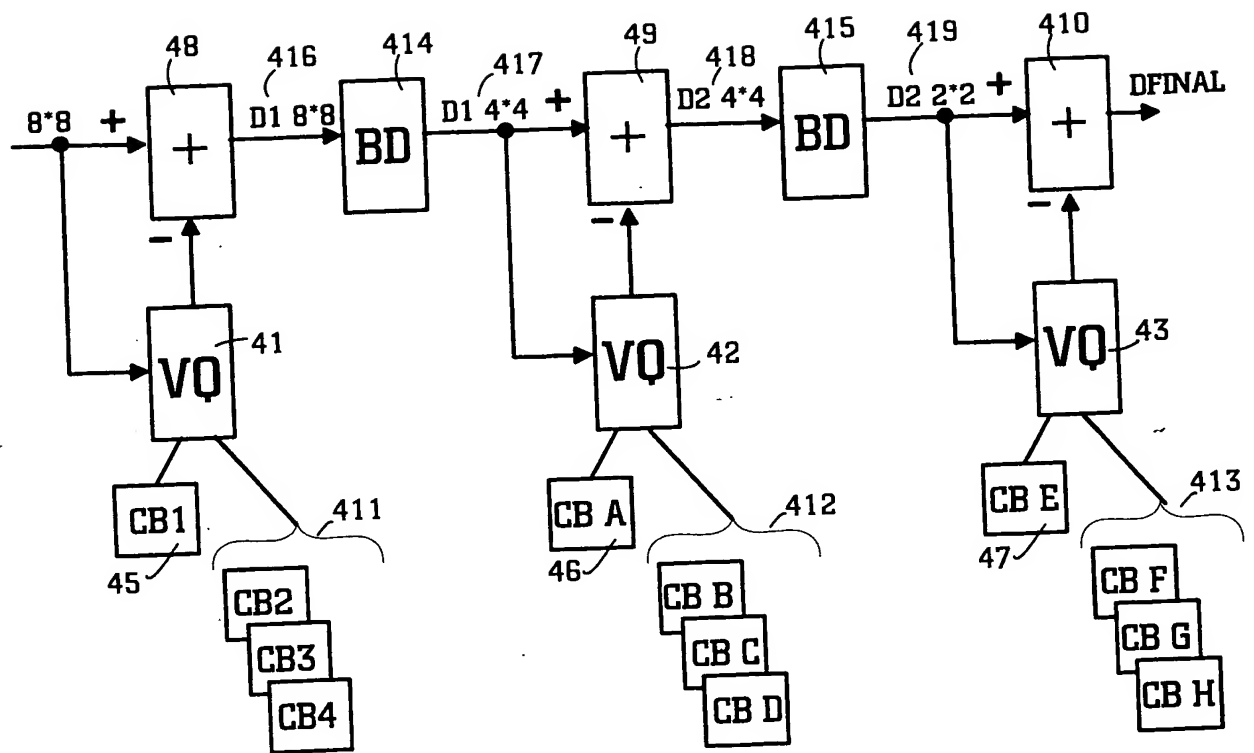 48 416 414 417 49 418 415 419 410
8*8 + + D1 8*8 BD D1 4*4 + + D2 4*4 BD D2 2*2 + + DFINAL
- - -
VQ 41 VQ 42 VQ 43
CB1 CB A CB E
45 411 46 412 47 413
CB2 CB B CB F
CB3 CB C CB G
CB4 CB D CB H